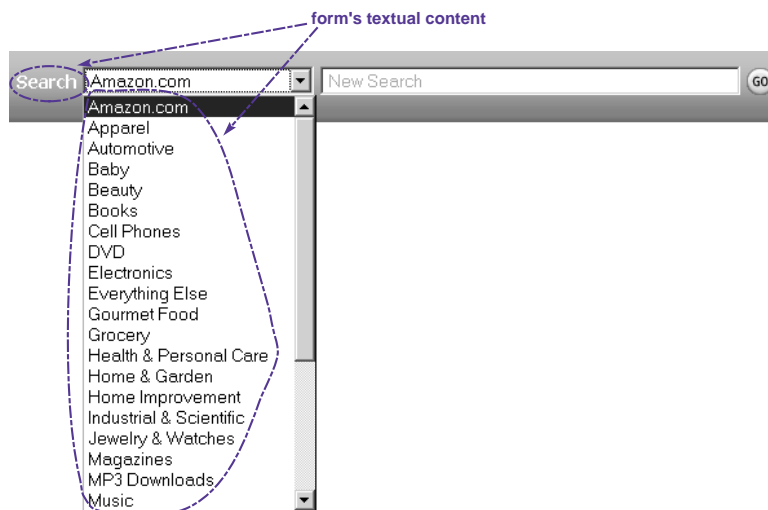 form's textual content
Search Amazon.com New Search GO
Amazon.com
Apparel
Automotive
Baby
Beauty
Books
Cell Phones
DVD
Electronics
Everything Else
Gourmet Food
Grocery
Health & Personal Care
Home & Garden
Home Improvement
Industrial & Scientific
Jewelry & Watches
Magazines
MP3 Downloads
Music